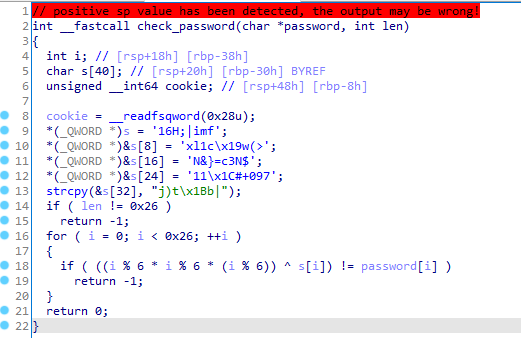 1 // positive sp value has been detected, the output may be wrong!
2 int __fastcall check_password(char *password, int len)
3 {
4 int i; // [rsp+18h] [rbp-38h]
5 char s[40]; // [rsp+20h] [rbp-30h] BYREF
6 unsigned __int64 cookie; // [rsp+48h] [rbp-8h]
7
8 cookie = __readfsqword(0x28u);
9 *(_QWORD *)s = '16H;|imf';
10 *(_QWORD *)&s[8] = 'xl1c\x19w(>';
11 *(_QWORD *)&s[16] = 'N&}=c3N$';
12 *(_QWORD *)&s[24] = '11\x1C#+097';
13 strcpy(&s[32], "j)t\x1Bb|");
14 if ( len != 0x26 )
15 return -1;
16 for ( i = 0; i < 0x26; ++i )
17 {
18 if ( ((i % 6 * i % 6 * (i % 6)) ^ s[i]) != password[i] )
19 return -1;
20 }
21 return 0;
22 }